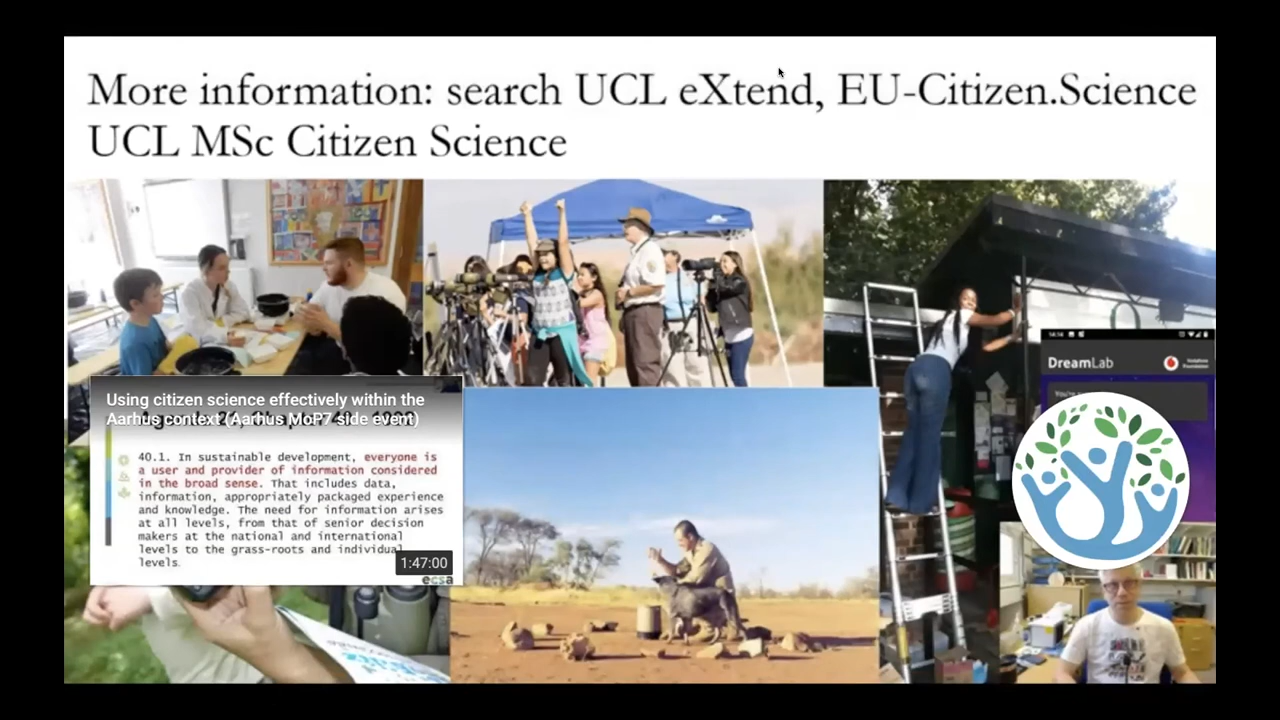 More information: search UCL eXtend, EU-Citizen.Science
UCL MSc Citizen Science
14:14
DreamLab
Vodafone
Foundation
Using citizen science effectively within the
Aarhus context (Aarhus MoP7 side event)
40.1. In sustainable development, everyone is
a user and provider of information considered
in the broad sense. That includes data,
information, appropriately packaged experience
and knowledge. The need for information arises
at all levels, from that of senior decision
makers at the national and international
levels to the grass-roots and individual
levels.
1:47:00
ecsa